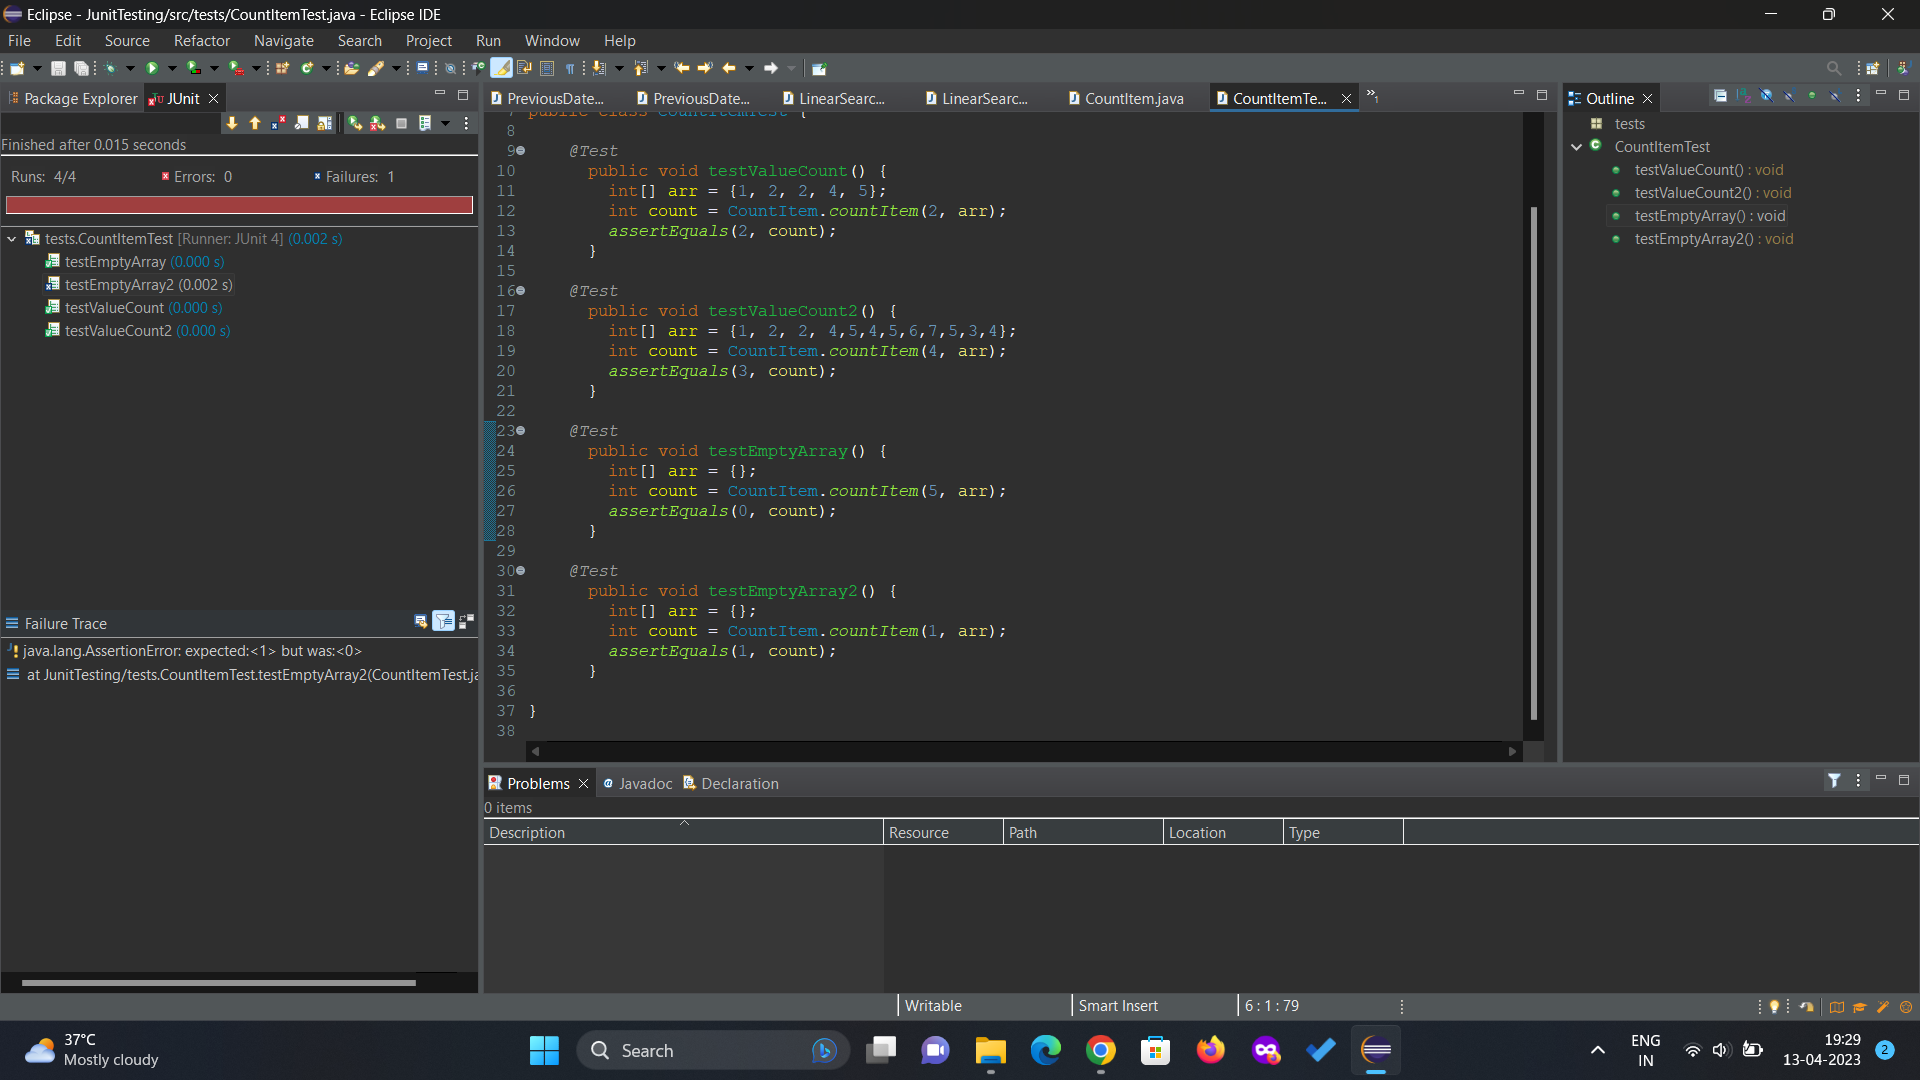 Eclipse - JunitTesting/src/tests/CountItemTest.java - Eclipse IDE
File Edit Source Refactor Navigate Search Project Run Window Help
Package Explorer JUnit
Finished after 0.015 seconds
Runs: 4/4 Errors: 0 Failures: 1
tests.CountItemTest [Runner: JUnit 4] (0.002 s)
testEmptyArray (0.000 s)
testEmptyArray2 (0.002 s)
testValueCount (0.000 s)
testValueCount2 (0.000 s)
Failure Trace
java.lang.AssertionError: expected:<1> but was:<0>
at JunitTesting/tests.CountItemTest.testEmptyArray2(CountItemTest.ja
PreviousDate... PreviousDate... LinearSearc... LinearSearc... CountItem.java CountItemTe... »1
7 public class CountItemTest {
8
9 @Test
10 public void testValueCount() {
11 int[] arr = {1, 2, 2, 4, 5};
12 int count = CountItem.countItem(2, arr);
13 assertEquals(2, count);
14 }
15
16 @Test
17 public void testValueCount2() {
18 int[] arr = {1, 2, 2, 4,5,4,5,6,7,5,3,4};
19 int count = CountItem.countItem(4, arr);
20 assertEquals(3, count);
21 }
22
23 @Test
24 public void testEmptyArray() {
25 int[] arr = {};
26 int count = CountItem.countItem(5, arr);
27 assertEquals(0, count);
28 }
29
30 @Test
31 public void testEmptyArray2() {
32 int[] arr = {};
33 int count = CountItem.countItem(1, arr);
34 assertEquals(1, count);
35 }
36
37 }
38
Outline
tests
CountItemTest
testValueCount() : void
testValueCount2() : void
testEmptyArray() : void
testEmptyArray2() : void
Problems Javadoc Declaration
0 items
Description Resource Path Location Type
Writable Smart Insert 6 : 1 : 79
37°C
Mostly cloudy
Search
ENG
IN
19:29
13-04-2023
2